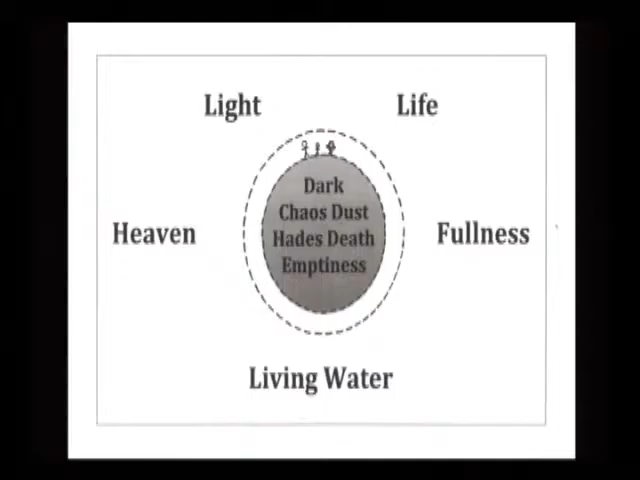 Light
Life
Dark
Chaos Dust
Hades Death
Emptiness
Heaven
Fullness
Living Water